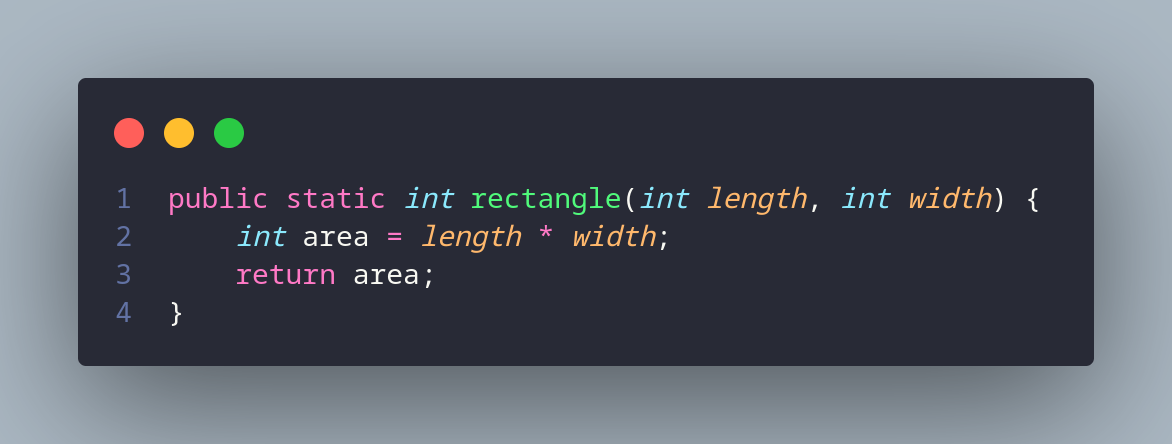 1 public static int rectangle(int length, int width) {
2     int area = length * width;
3     return area;
4 }